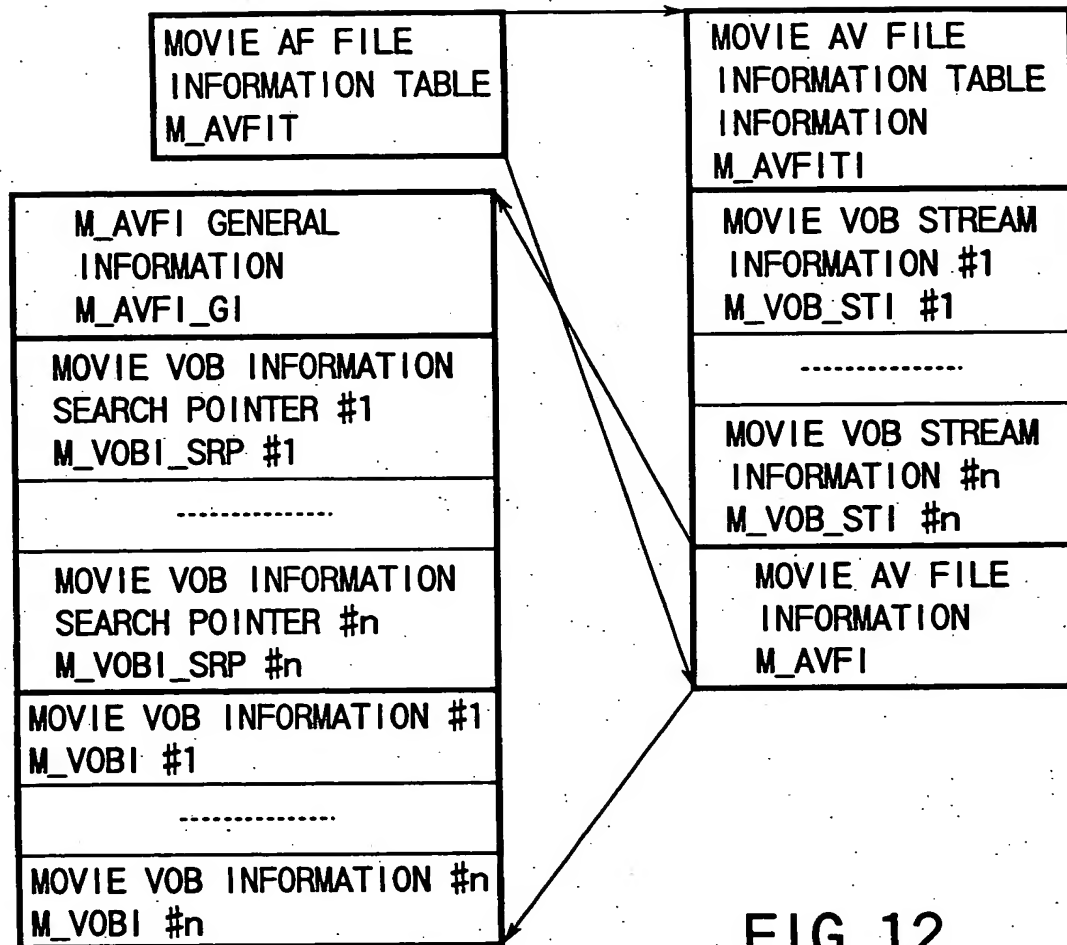 MOVIE AF FILE
INFORMATION TABLE
M_AVFIT
MOVIE AV FILE
INFORMATION TABLE
INFORMATION
M_AVFITI
MOVIE VOB STREAM
INFORMATION #1
M_VOB_STI #1
---------------
MOVIE VOB STREAM
INFORMATION #n
M_VOB_STI #n
MOVIE AV FILE
INFORMATION
M_AVFI
M_AVFI GENERAL
INFORMATION
M_AVFI_GI
MOVIE VOB INFORMATION
SEARCH POINTER #1
M_VOBI_SRP #1
---------------
MOVIE VOB INFORMATION
SEARCH POINTER #n
M_VOBI_SRP #n
MOVIE VOB INFORMATION #1
M_VOBI #1
---------------
MOVIE VOB INFORMATION #n
M_VOBI #n
FIG. 12